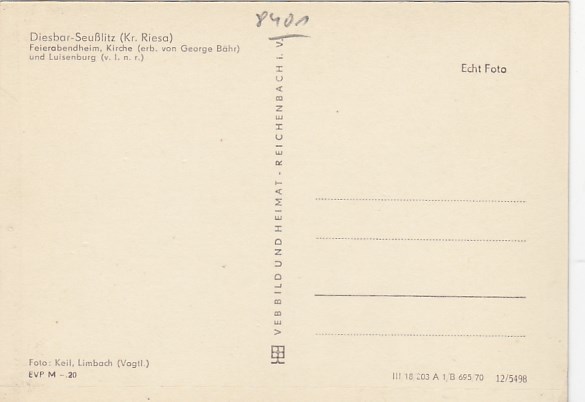 8401
Diesbar-Seußlitz (Kr. Riesa)
Feierabendheim, Kirche (erb. von George Bähr)
und Luisenburg (v. l. n. r.)
Echt Foto
VEB BILD UND HEIMAT - REICHENBACH i. V.
Foto: Keil, Limbach (Vogtl.)
EVP M -.20
III 18 203 A 1/B 695/70 12/5498